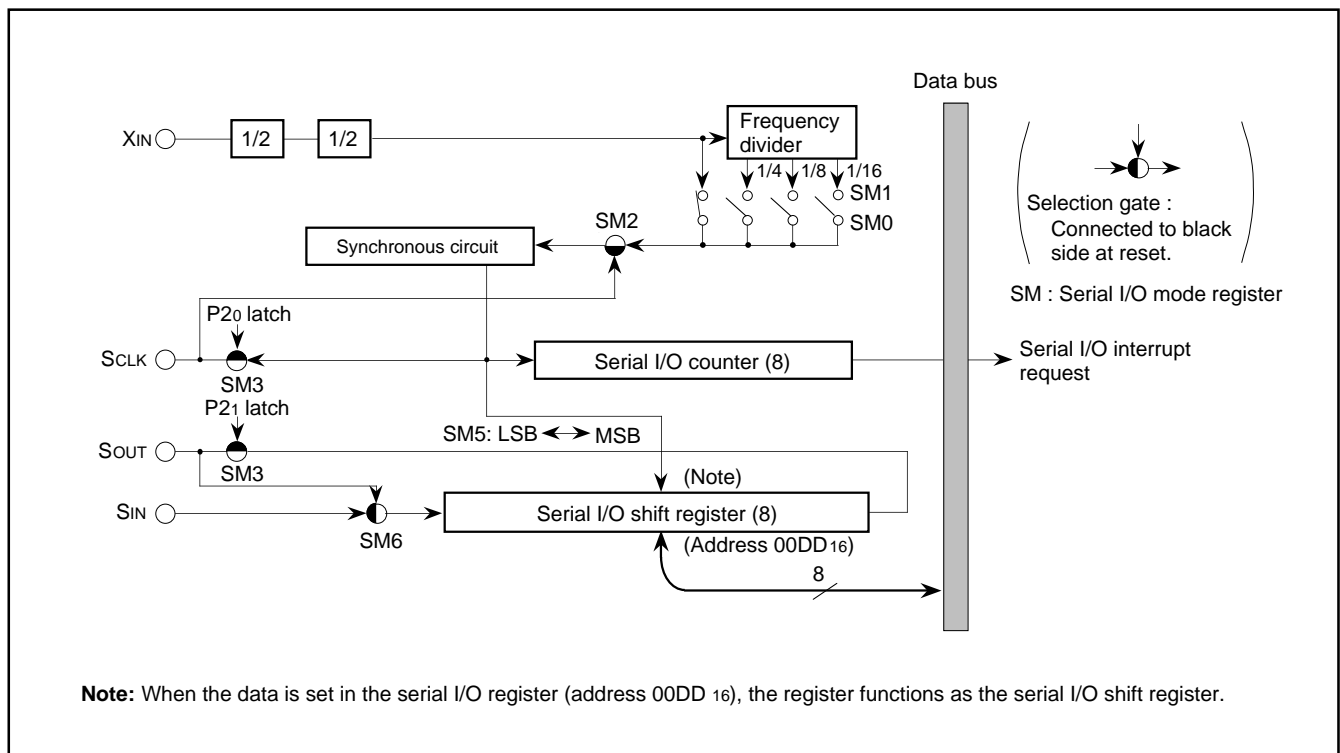 Data bus
XIN
1/2
1/2
Frequency
divider
1/4
1/8
1/16
SM1
SM0
SM2
Synchronous circuit
Selection gate :
Connected to black
side at reset.
SM : Serial I/O mode register
P20 latch
SCLK
SM3
Serial I/O counter (8)
Serial I/O interrupt
request
P21 latch
SM5: LSB
MSB
SOUT
SM3
(Note)
SIN
SM6
Serial I/O shift register (8)
(Address 00DD16)
8
Note: When the data is set in the serial I/O register (address 00DD 16), the register functions as the serial I/O shift register.